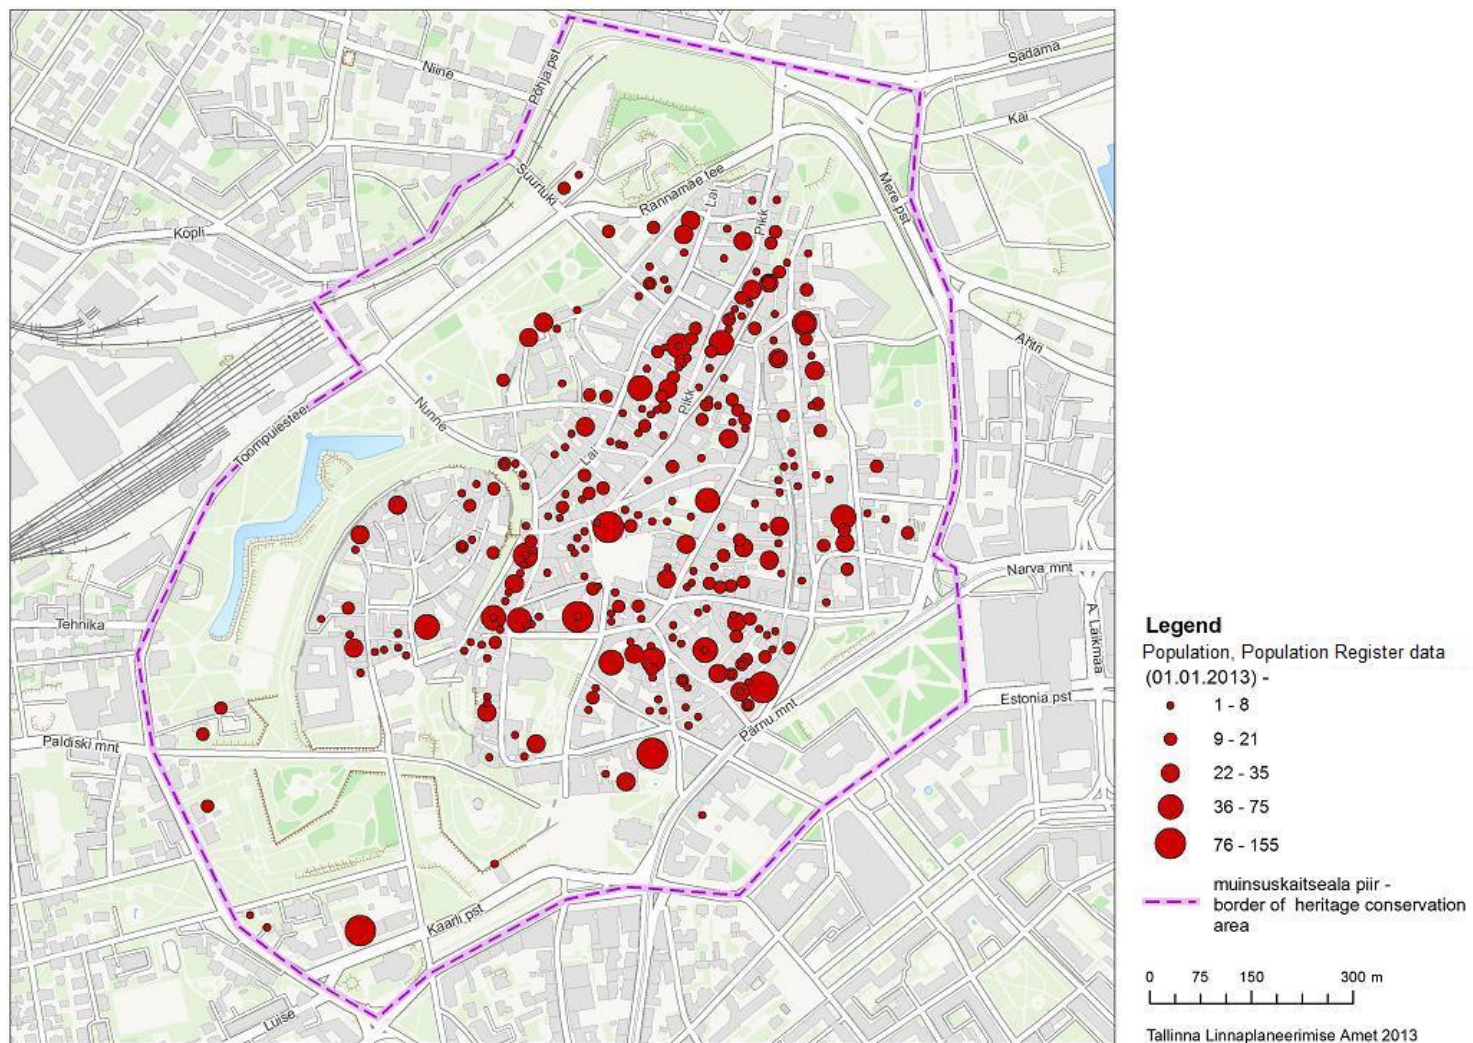 Sadama
Niine
Põhja pst
Kai
Suurtüki
Rannamäe tee
Lai
Pikk
Mere pst
Kopli
Ahtri
Nunne
Pikk
Toompuiestee
Lai
Narva mnt
A. Laikmaa
Tehnika
Estonia pst
Pärnu mnt
Paldiski mnt
Kaarli pst
Luise
Legend
Population, Population Register data
(01.01.2013) -
1 - 8
9 - 21
22 - 35
36 - 75
76 - 155
muinsuskaitseala piir -
border of heritage conservation
area
0 75 150 300 m
Tallinna Linnaplaneerimise Amet 2013